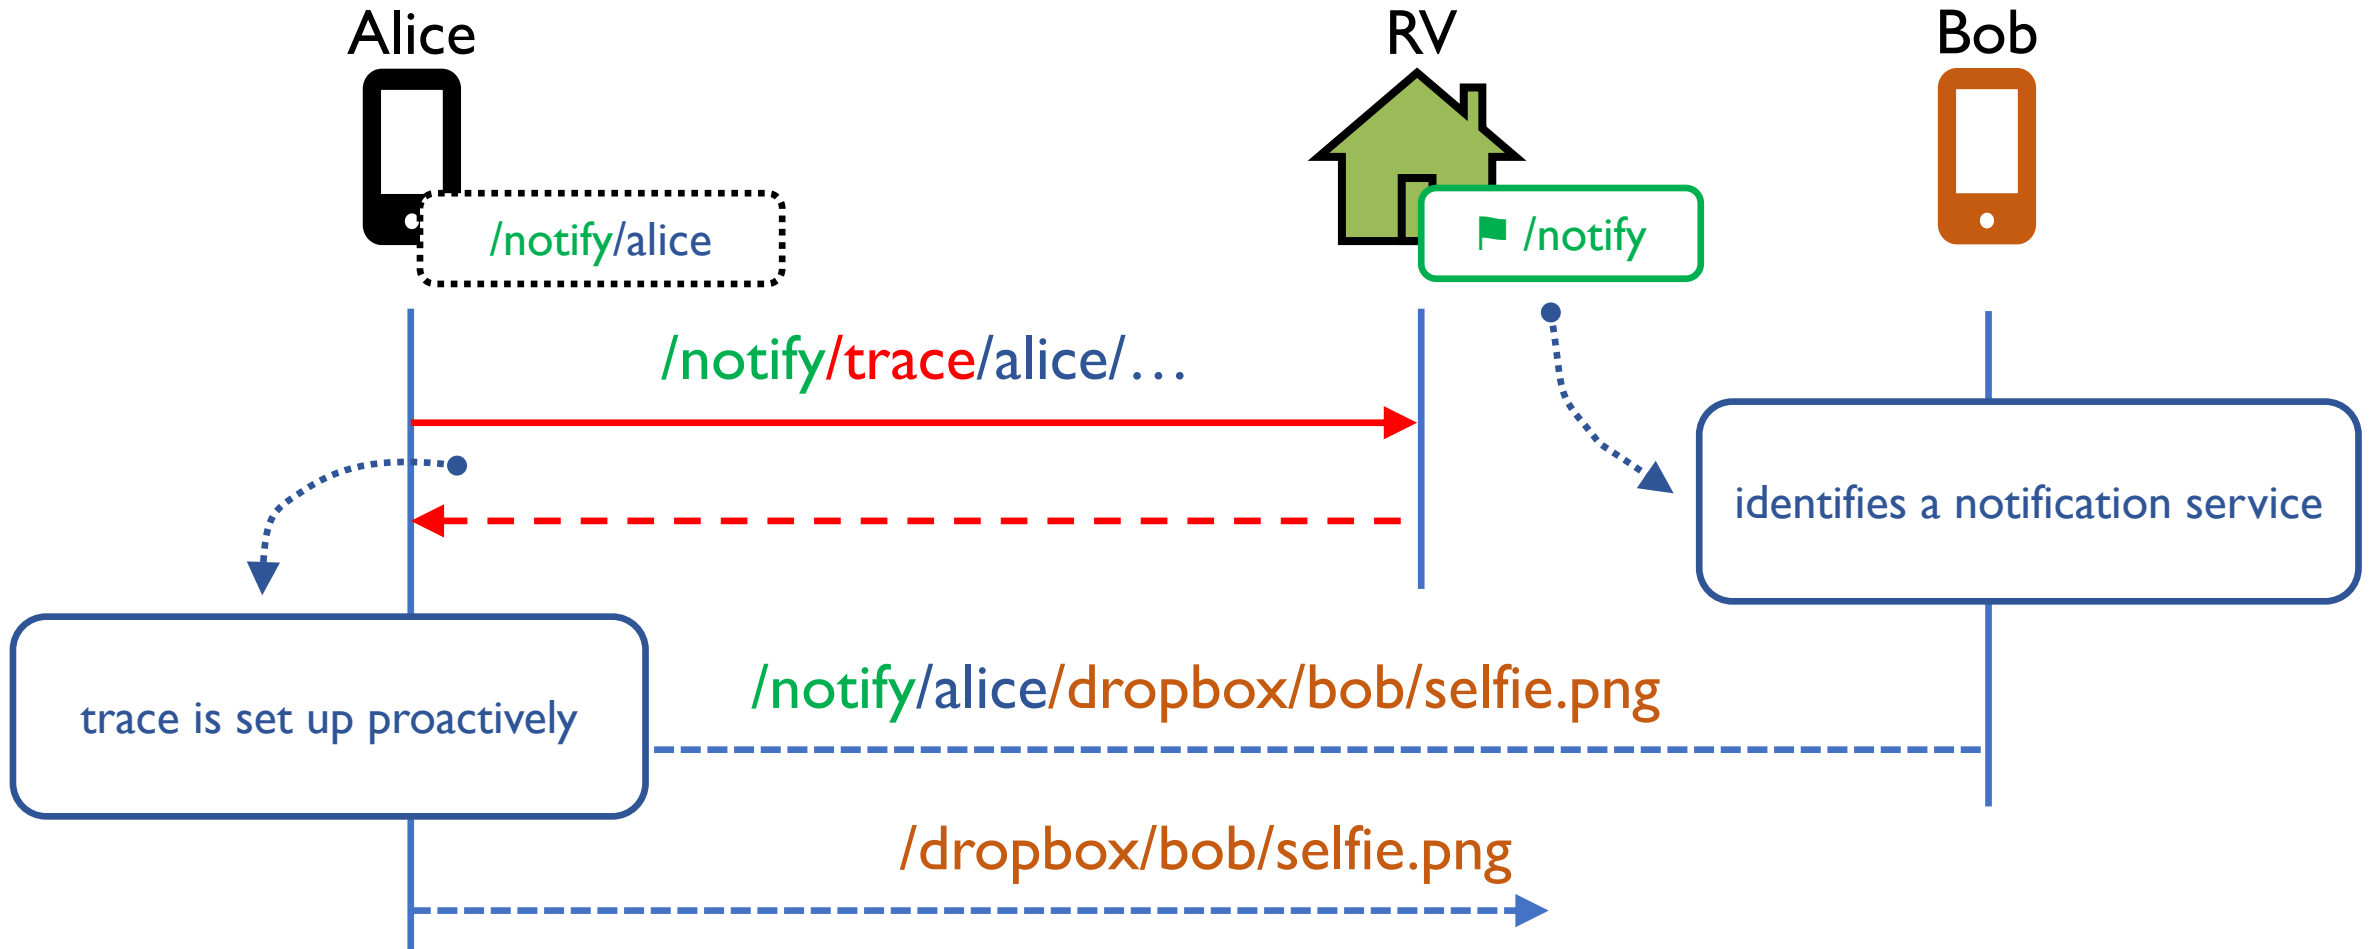 Alice
RV
Bob
/notify/alice
⚑ /notify
/notify/trace/alice/…
identifies a notification service
/notify/alice/dropbox/bob/selfie.png
trace is set up proactively
/dropbox/bob/selfie.png